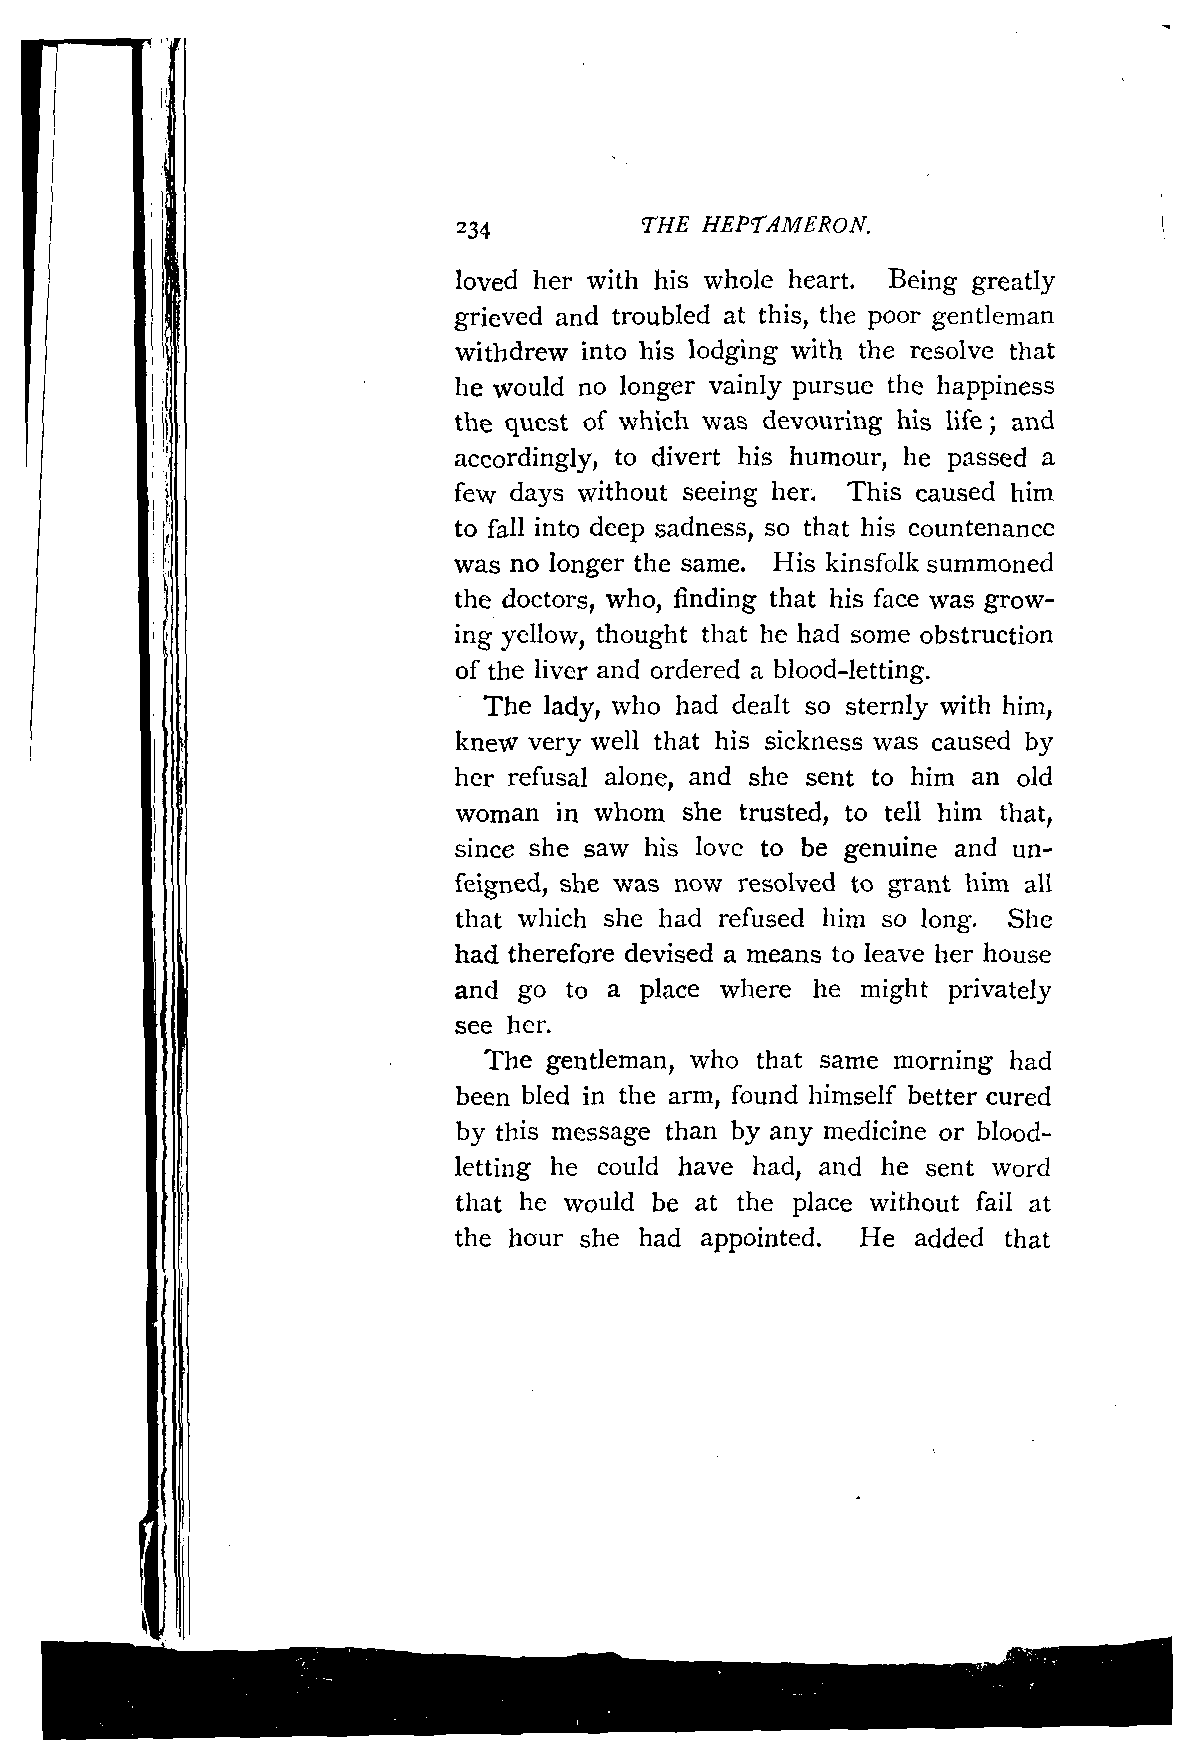 234 THE HEPTAMERON.
loved her with his whole heart. Being greatly
grieved and troubled at this, the poor gentleman
withdrew into his lodging with the resolve that
he would no longer vainly pursue the happiness
the quest of which was devouring his life; and
accordingly, to divert his humour, he passed a
few days without seeing her. This caused him
to fall into deep sadness, so that his countenance
was no longer the same. His kinsfolk summoned
the doctors, who, finding that his face was grow-
ing yellow, thought that he had some obstruction
of the liver and ordered a blood-letting.
The lady, who had dealt so sternly with him,
knew very well that his sickness was caused by
her refusal alone, and she sent to him an old
woman in whom she trusted, to tell him that,
since she saw his love to be genuine and un-
feigned, she was now resolved to grant him all
that which she had refused him so long. She
had therefore devised a means to leave her house
and go to a place where he might privately
see her.
The gentleman, who that same morning had
been bled in the arm, found himself better cured
by this message than by any medicine or blood-
letting he could have had, and he sent word
that he would be at the place without fail at
the hour she had appointed. He added that